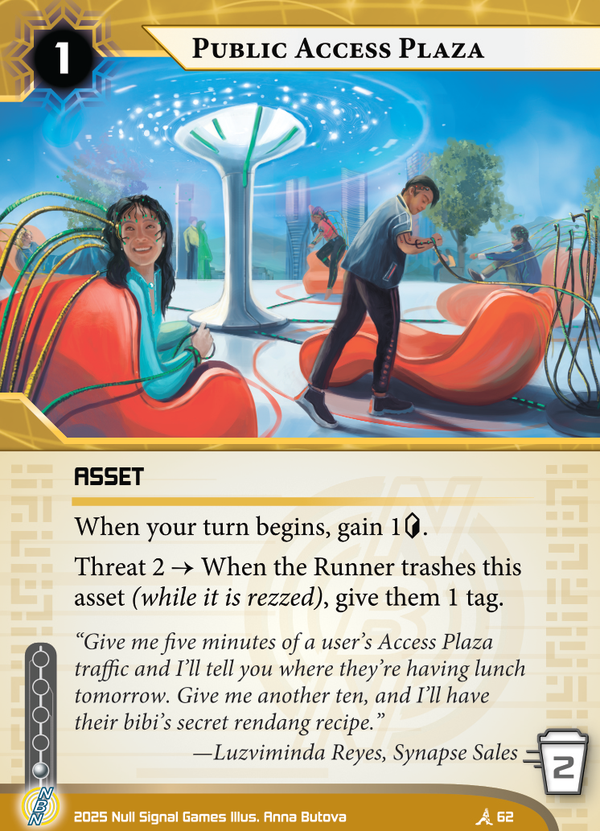 1
Public Access Plaza
ASSET
When your turn begins, gain 1.
Threat 2 → When the Runner trashes this
asset (while it is rezzed), give them 1 tag.
“Give me five minutes of a user’s Access Plaza
traffic and I’ll tell you where they’re having lunch
tomorrow. Give me another ten, and I’ll have
their bibi’s secret rendang recipe.”
—Luzviminda Reyes, Synapse Sales
2
NBN
2025 Null Signal Games Illus. Anna Butova
62